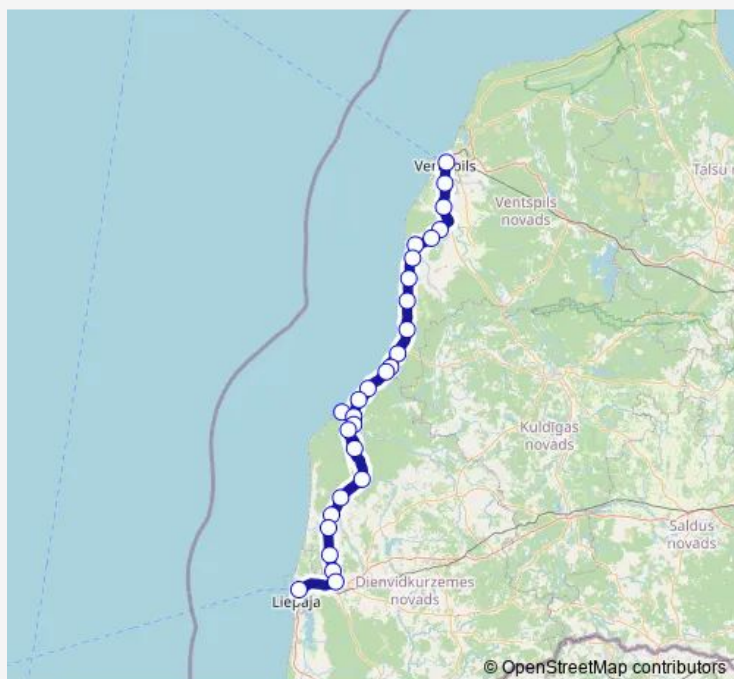 Ventspils
Talsu n
Ventspils
novads
Kuldīgas
novads
Saldus
novads
Dienvidkurzemes
novads
Liepāja
© OpenStreetMap contributors